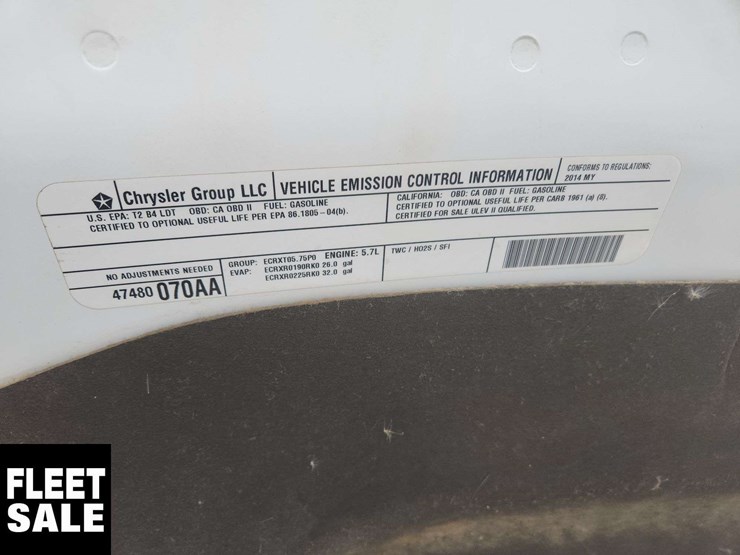 Chrysler Group LLC
VEHICLE EMISSION CONTROL INFORMATION
CONFORMS TO REGULATIONS:
2014 MY
U.S. EPA: T2 B4 LDT OBD: CA OBD II FUEL: GASOLINE
CERTIFIED TO OPTIONAL USEFUL LIFE PER EPA 86.1805-04(b).
CALIFORNIA: OBD: CA OBD II FUEL: GASOLINE
CERTIFIED TO OPTIONAL USEFUL LIFE PER CARB 1961 (a) (8).
CERTIFIED FOR SALE ULEV II QUALIFIED.
NO ADJUSTMENTS NEEDED
47480 070AA
GROUP: ECRXT05.75P0 ENGINE: 5.7L
EVAP: ECRXR0190RK0 26.0 gal
ECRXR0225RK0 32.0 gal
TWC / HO2S / SFI
FLEET
SALE